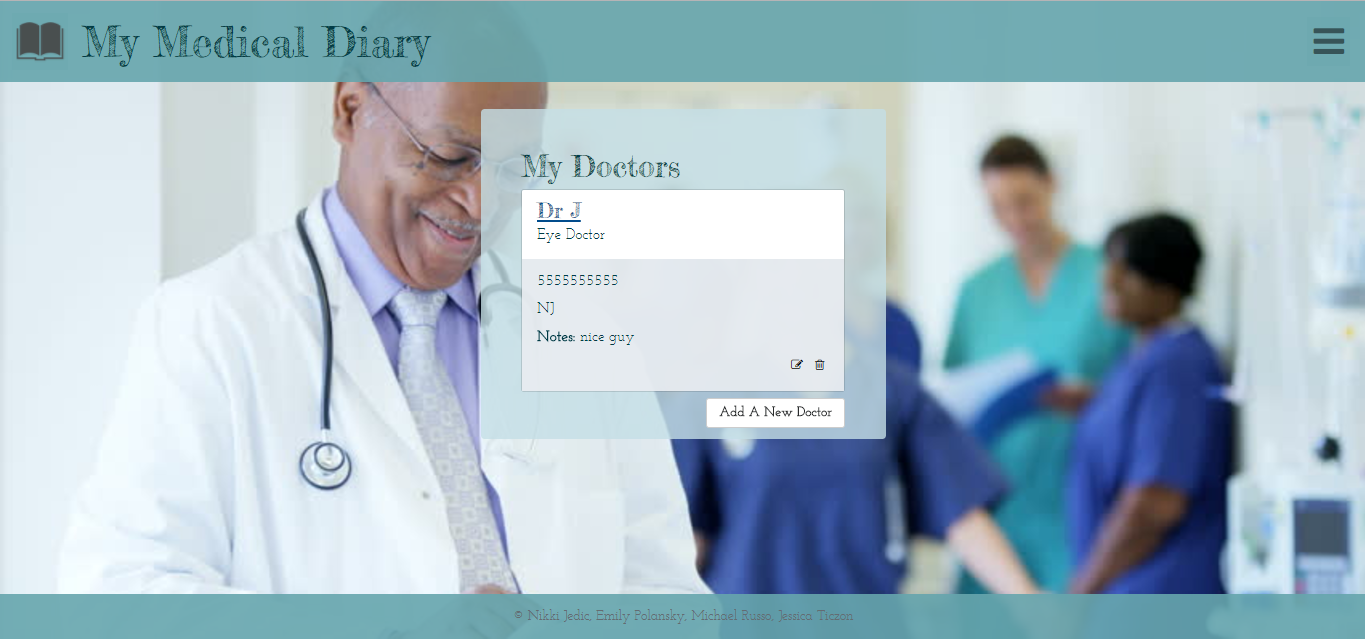 My Medical Diary
My Doctors
Dr J
Eye Doctor
5555555555
NJ
Notes: nice guy
Add A New Doctor
© Nikki Jedic, Emily Polansky, Michael Russo, Jessica Ticzon